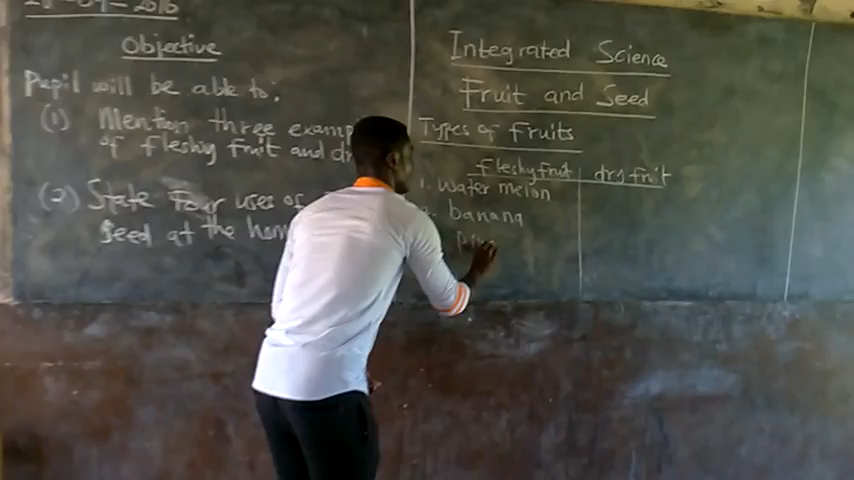 2016
Objective
Pupil will be able to:
(1) Mention three examp
of fleshy fruit and dr
(2) State Four uses of
Seed at the hom
Integrated Science
Fruit and Seed
Types of fruits
fleshy fruit dry fruit
1. water melon
banana